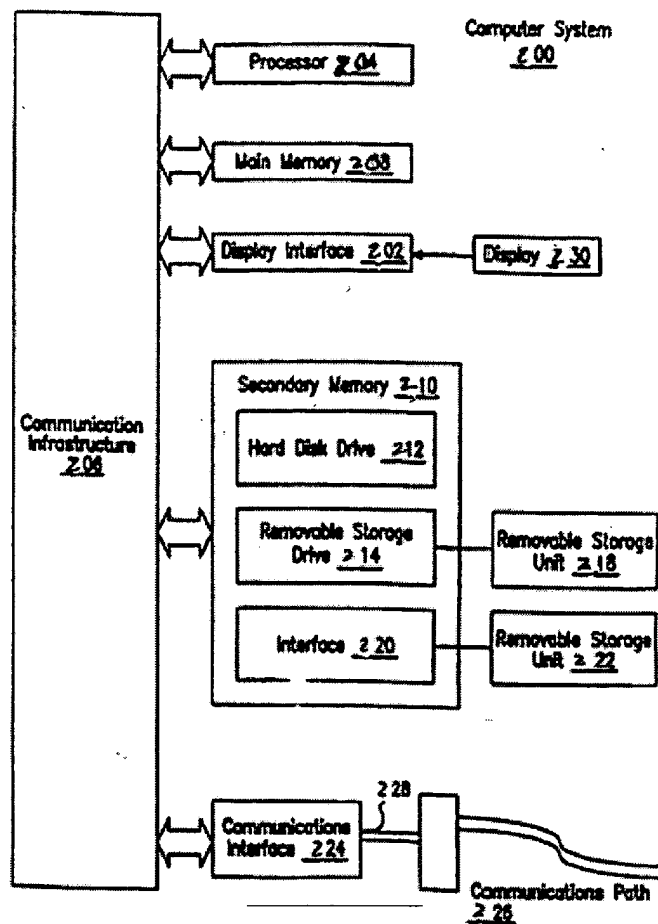 Computer System
200
Processor 204
Main Memory 208
Display Interface 202
Display 230
Communication
Infrastructure
206
Secondary Memory 210
Hard Disk Drive 212
Removable Storage
Drive 214
Removable Storage
Unit 218
Interface 220
Removable Storage
Unit 222
228
Communications
Interface 224
Communications Path
226